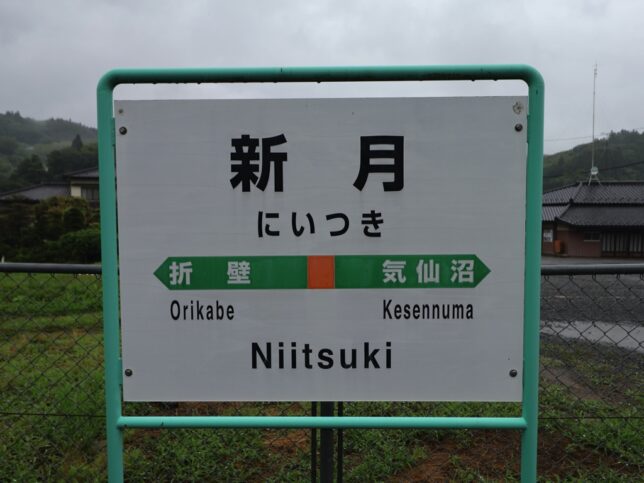 新月
にいつき
折壁 気仙沼
Orikabe Kesennuma
Niitsuki